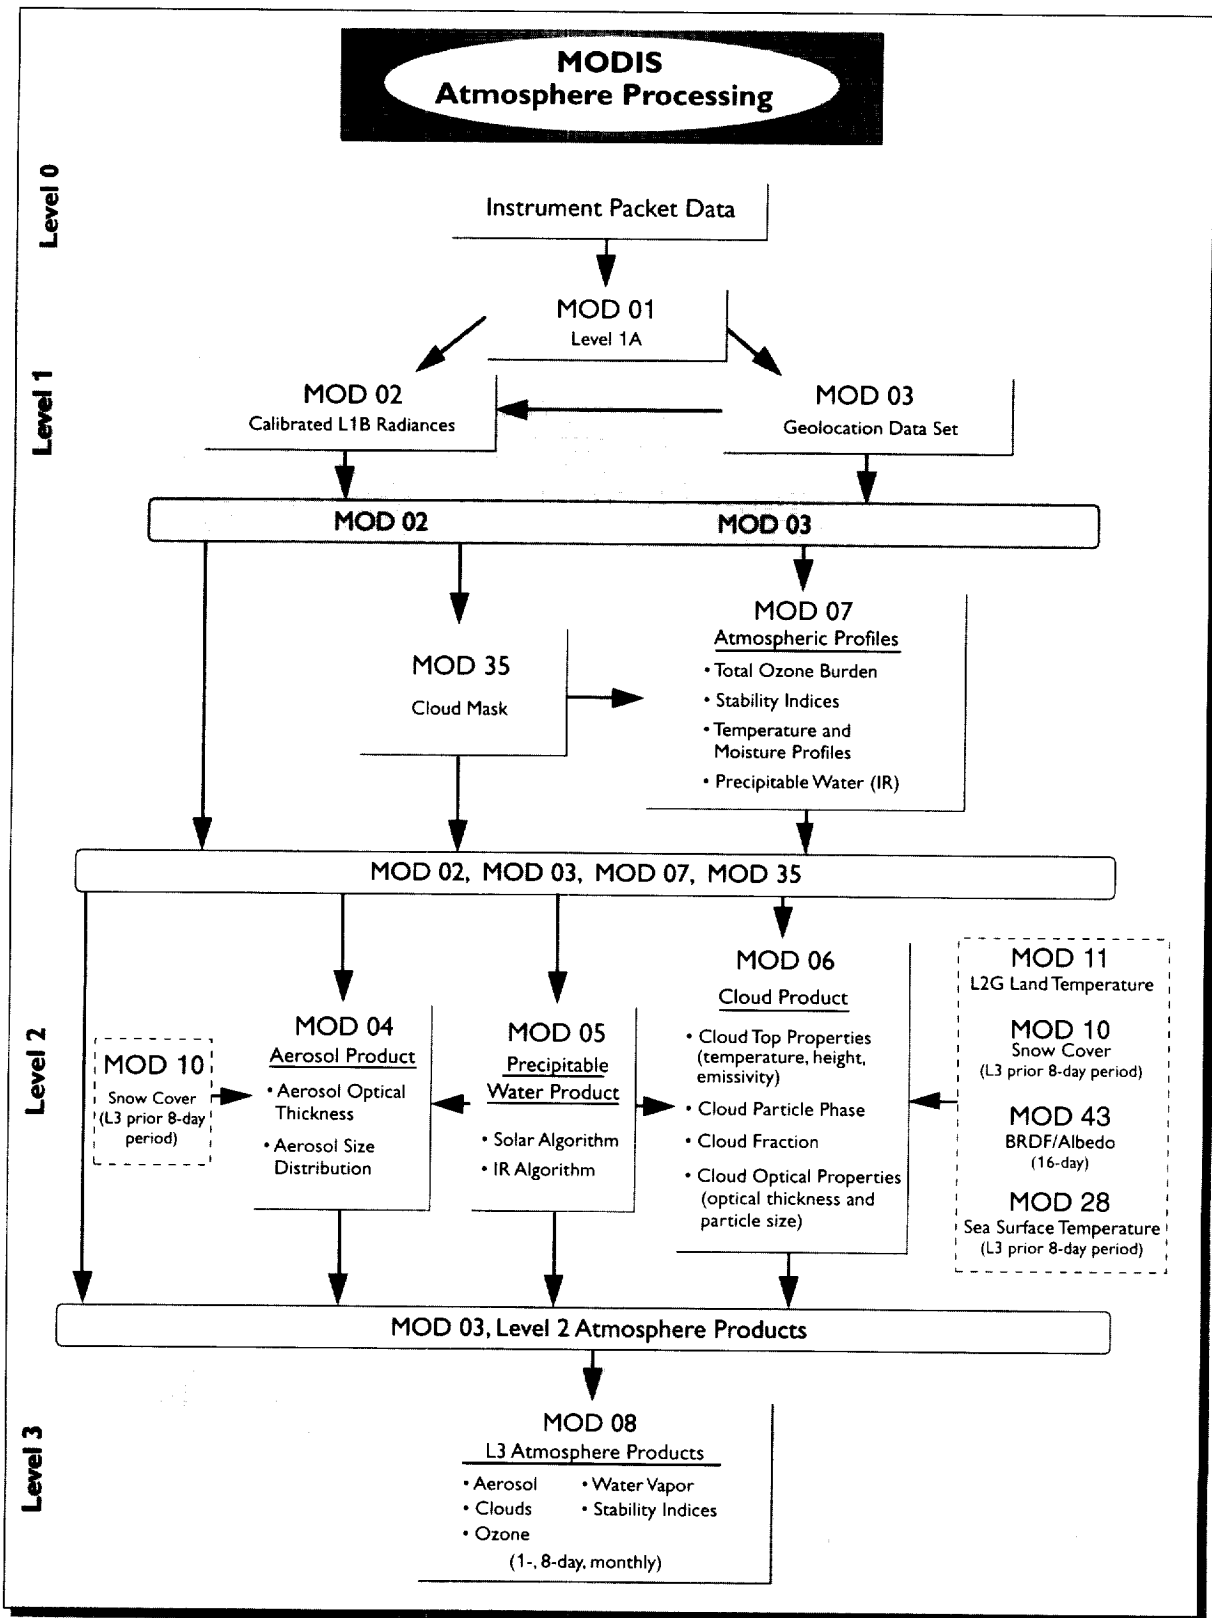 MODIS
Atmosphere Processing
Level 0
Instrument Packet Data
MOD 01
Level 1A
Level 1
MOD 02
Calibrated L1B Radiances
MOD 03
Geolocation Data Set
MOD 02
MOD 03
MOD 35
Cloud Mask
MOD 07
Atmospheric Profiles
• Total Ozone Burden
• Stability Indices
• Temperature and
Moisture Profiles
• Precipitable Water (IR)
MOD 02, MOD 03, MOD 07, MOD 35
Level 2
MOD 10
Snow Cover
(L3 prior 8-day
period)
MOD 04
Aerosol Product
• Aerosol Optical
Thickness
• Aerosol Size
Distribution
MOD 05
Precipitable
Water Product
• Solar Algorithm
• IR Algorithm
MOD 06
Cloud Product
• Cloud Top Properties
(temperature, height,
emissivity)
• Cloud Particle Phase
• Cloud Fraction
• Cloud Optical Properties
(optical thickness and
particle size)
MOD 11
L2G Land Temperature
MOD 10
Snow Cover
(L3 prior 8-day period)
MOD 43
BRDF/Albedo
(16-day)
MOD 28
Sea Surface Temperature
(L3 prior 8-day period)
MOD 03, Level 2 Atmosphere Products
Level 3
MOD 08
L3 Atmosphere Products
• Aerosol
• Clouds
• Ozone
• Water Vapor
• Stability Indices
(1-, 8-day, monthly)